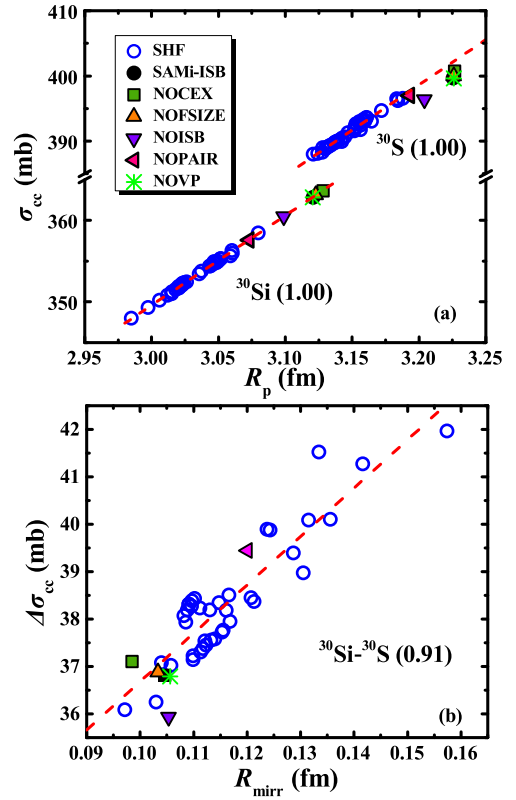 SHF
SAMi-ISB
NOCEX
NOFSIZE
NOISB
NOPAIR
NOVP
400
390
360
350
σcc (mb)
³⁰S (1.00)
³⁰Si (1.00)
(a)
2.95 3.00 3.05 3.10 3.15 3.20 3.25
Rp (fm)
42
41
40
39
38
37
36
Δσcc (mb)
³⁰Si-³⁰S (0.91)
(b)
0.09 0.10 0.11 0.12 0.13 0.14 0.15 0.16
Rmirr (fm)